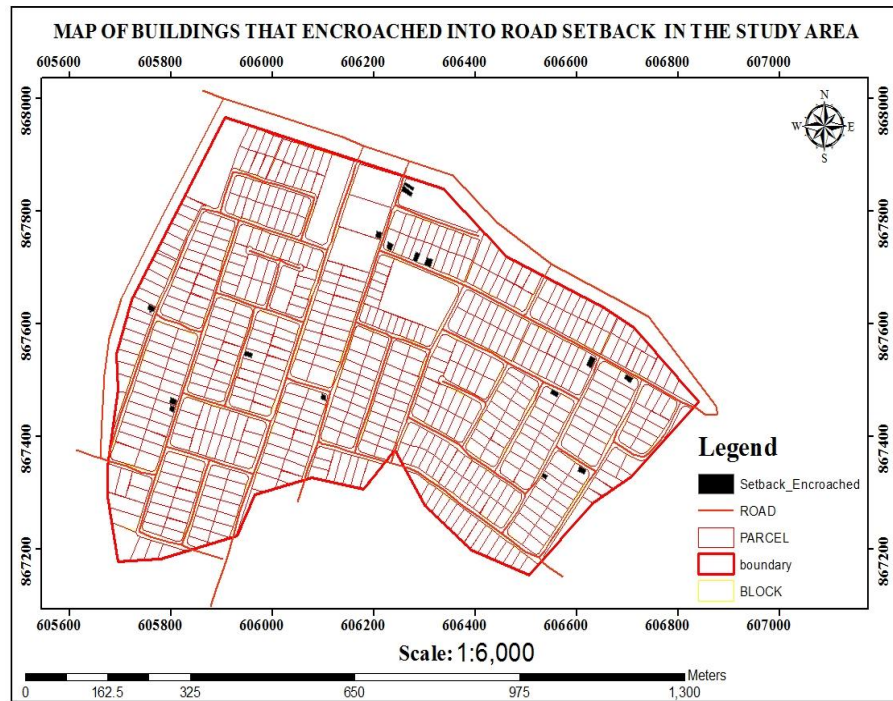 MAP OF BUILDINGS THAT ENCROACHED INTO ROAD SETBACK IN THE STUDY AREA
605600 605800 606000 606200 606400 606600 606800 607000
868000 868000
N
W E
S
867800 867800
867600 867600
867400 867400
Legend
Setback_Encroached
ROAD
PARCEL
boundary
BLOCK
867200 867200
605600 605800 606000 606200 606400 606600 606800 607000
Scale: 1:6,000
Meters
0 162.5 325 650 975 1,300